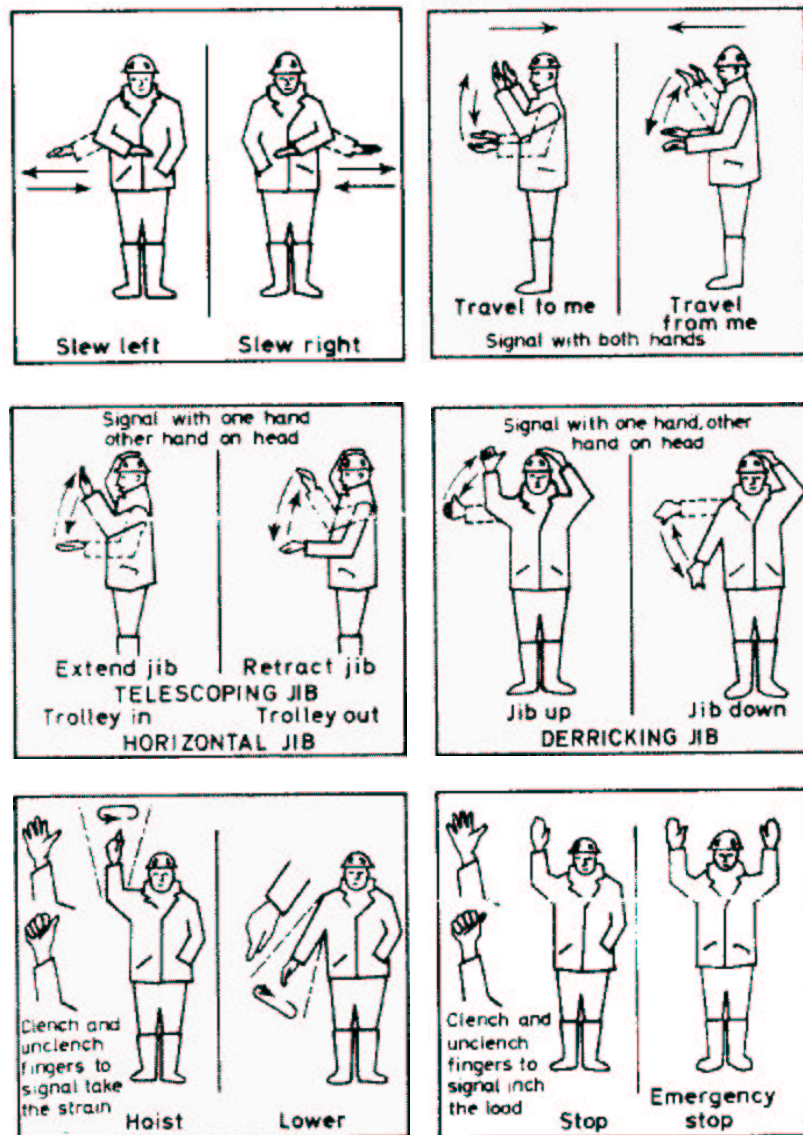 Slew left
Slew right
Travel to me
Travel
from me
Signal with both hands
Signal with one hand
other hand on head
Extend jib
Retract jib
TELESCOPING JIB
Trolley in
Trolley out
HORIZONTAL JIB
Signal with one hand, other
hand on head
Jib up
Jib down
DERRICKING JIB
Clench and
unclench
fingers to
signal take
the strain
Hoist
Lower
Clench and
unclench
fingers to
signal inch
the load
Stop
Emergency
stop